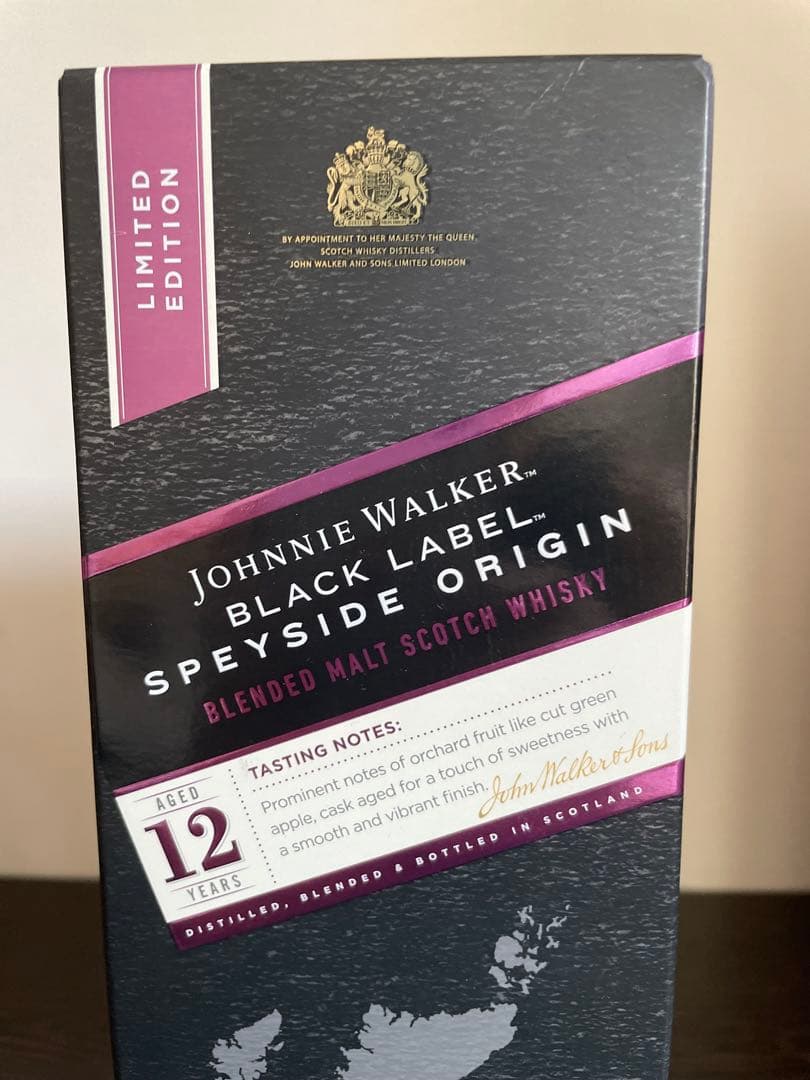 LIMITED
EDITION
BY APPOINTMENT TO HER MAJESTY THE QUEEN
SCOTCH WHISKY DISTILLERS
JOHN WALKER AND SONS LIMITED LONDON
JOHNNIE WALKER™
BLACK LABEL™
SPEYSIDE ORIGIN
BLENDED MALT SCOTCH WHISKY
AGED
12
YEARS
TASTING NOTES:
Prominent notes of orchard fruit like cut green
apple, cask aged for a touch of sweetness with
a smooth and vibrant finish.
John Walker & Sons
DISTILLED, BLENDED & BOTTLED IN SCOTLAND